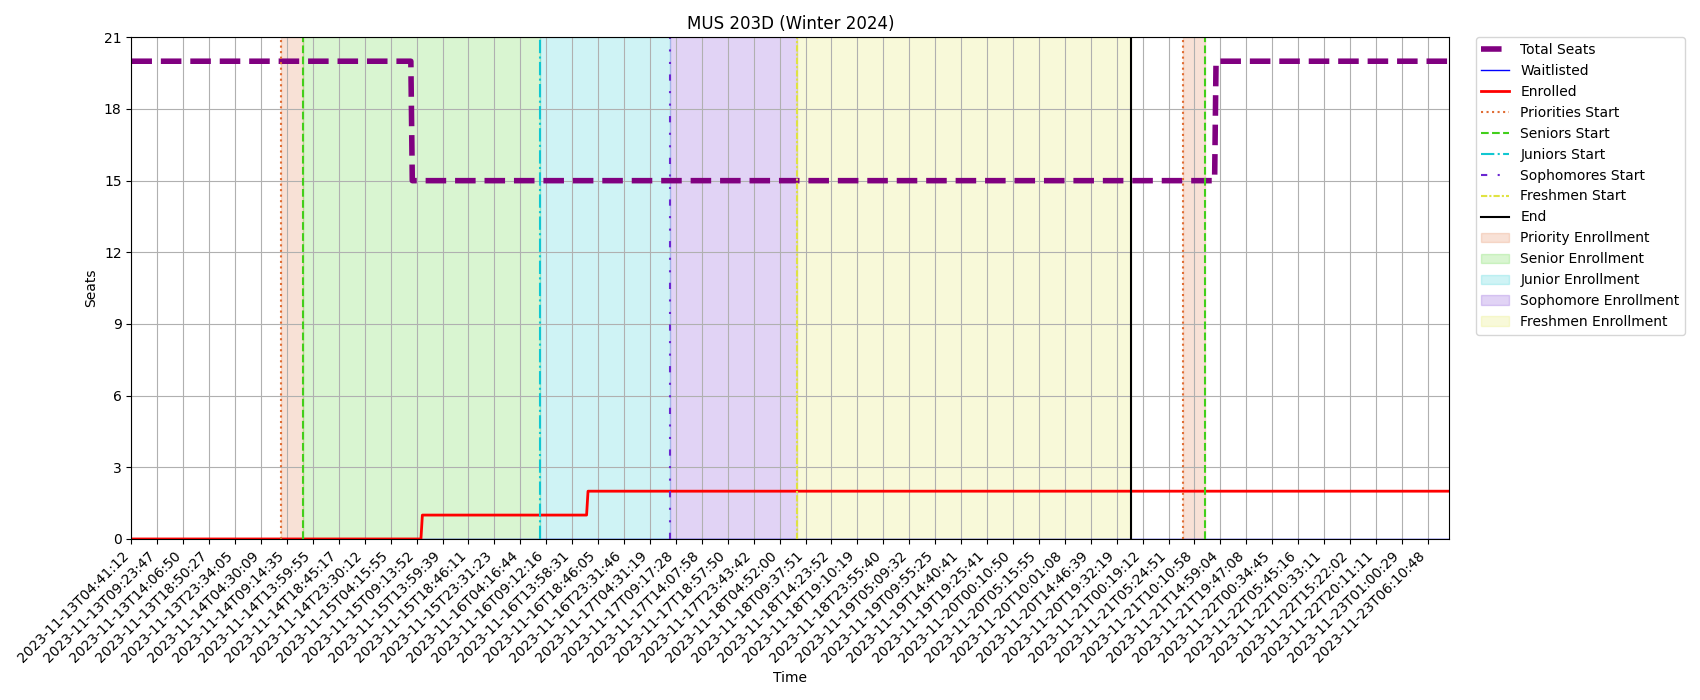 MUS 203D (Winter 2024)
21
18
15
12
9
6
3
0
Seats
2023-11-13T04:41:12
2023-11-13T09:23:47
2023-11-13T14:06:50
2023-11-13T18:50:27
2023-11-13T23:34:05
2023-11-14T04:30:09
2023-11-14T09:14:35
2023-11-14T13:59:55
2023-11-14T18:45:17
2023-11-14T23:30:12
2023-11-15T04:15:55
2023-11-15T09:13:52
2023-11-15T13:59:39
2023-11-15T18:46:11
2023-11-15T23:31:23
2023-11-16T04:16:44
2023-11-16T09:12:16
2023-11-16T13:58:31
2023-11-16T18:46:05
2023-11-16T23:31:46
2023-11-17T04:31:19
2023-11-17T09:17:28
2023-11-17T14:07:58
2023-11-17T18:57:50
2023-11-17T23:43:42
2023-11-18T04:52:00
2023-11-18T09:37:51
2023-11-18T14:23:52
2023-11-18T19:10:19
2023-11-18T23:55:40
2023-11-19T05:09:32
2023-11-19T09:55:25
2023-11-19T14:40:41
2023-11-19T19:25:41
2023-11-20T00:10:50
2023-11-20T05:15:55
2023-11-20T10:01:08
2023-11-20T14:46:39
2023-11-20T19:32:19
2023-11-21T00:19:12
2023-11-21T05:24:51
2023-11-21T10:10:58
2023-11-21T14:59:04
2023-11-21T19:47:08
2023-11-22T00:34:45
2023-11-22T05:45:16
2023-11-22T10:33:11
2023-11-22T15:22:02
2023-11-22T20:11:11
2023-11-23T01:00:29
2023-11-23T06:10:48
Time
Total Seats
Waitlisted
Enrolled
Priorities Start
Seniors Start
Juniors Start
Sophomores Start
Freshmen Start
End
Priority Enrollment
Senior Enrollment
Junior Enrollment
Sophomore Enrollment
Freshmen Enrollment